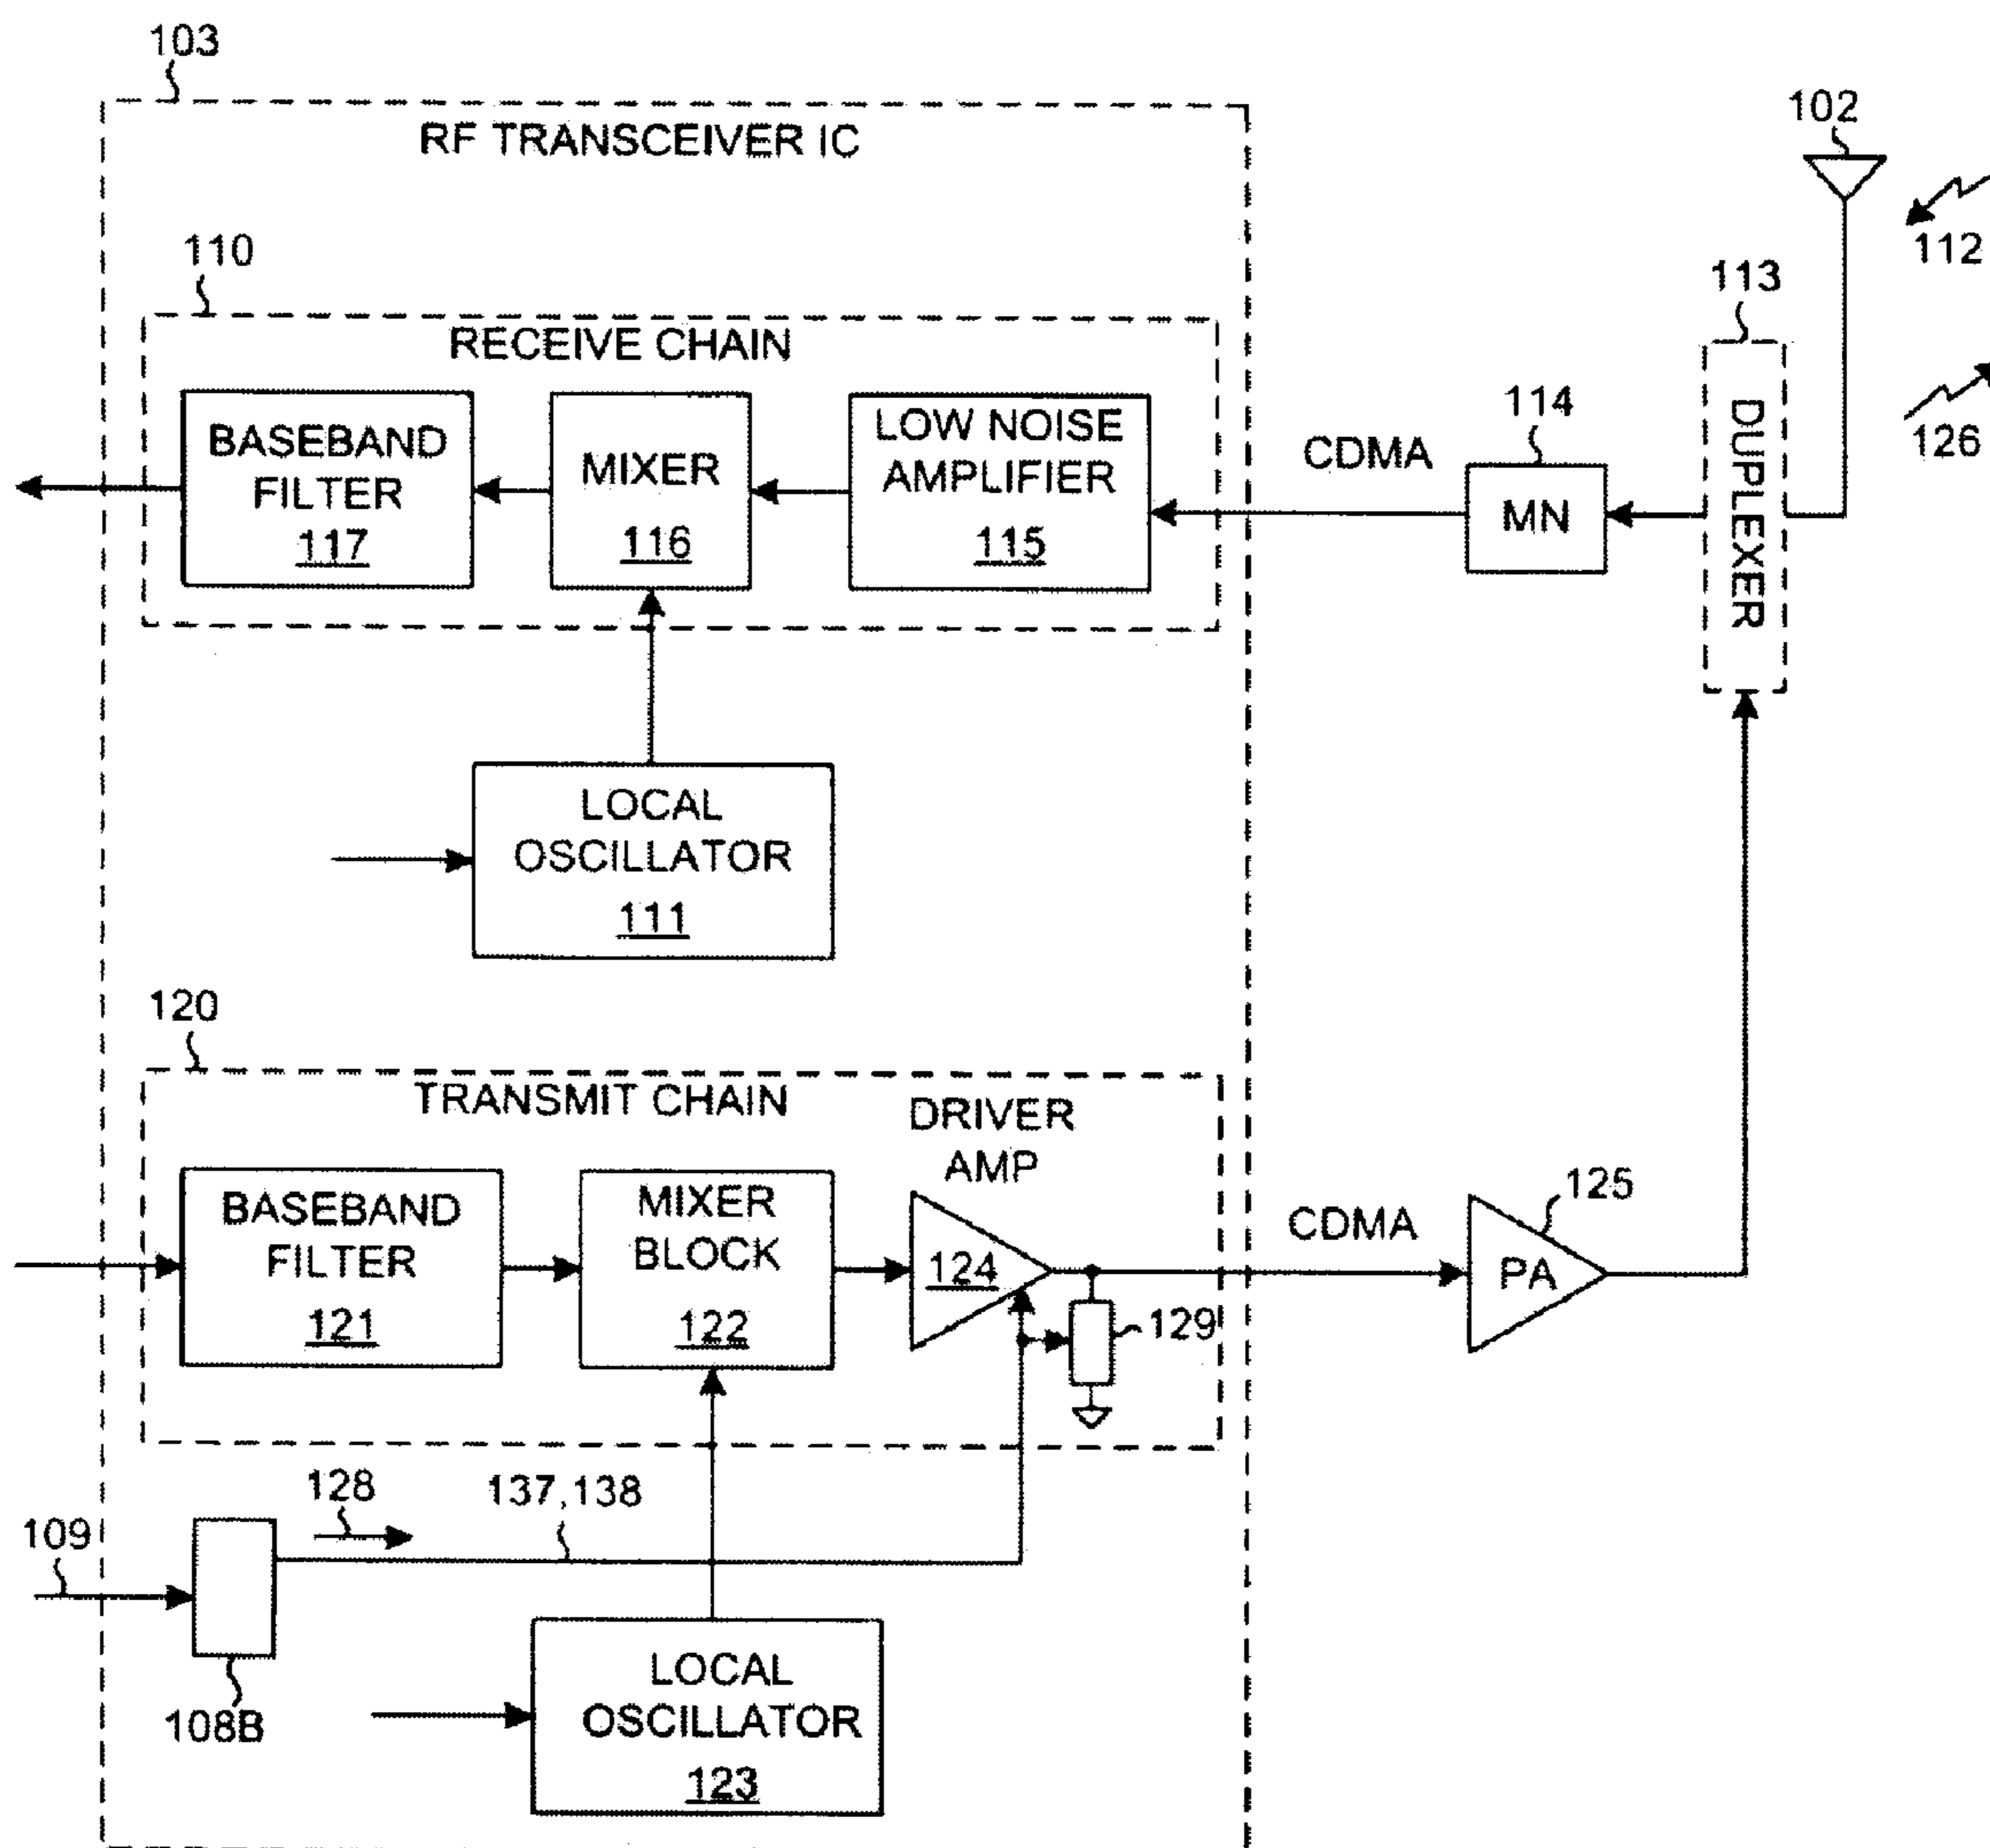 103
RF TRANSCEIVER IC
102
112
110
RECEIVE CHAIN
113
DUPLEXER
126
BASEBAND
FILTER
117
MIXER
116
LOW NOISE
AMPLIFIER
115
CDMA
114
MN
LOCAL
OSCILLATOR
111
120
TRANSMIT CHAIN
DRIVER
AMP
BASEBAND
FILTER
121
MIXER
BLOCK
122
124
129
CDMA
125
PA
128
137,138
109
108B
LOCAL
OSCILLATOR
123